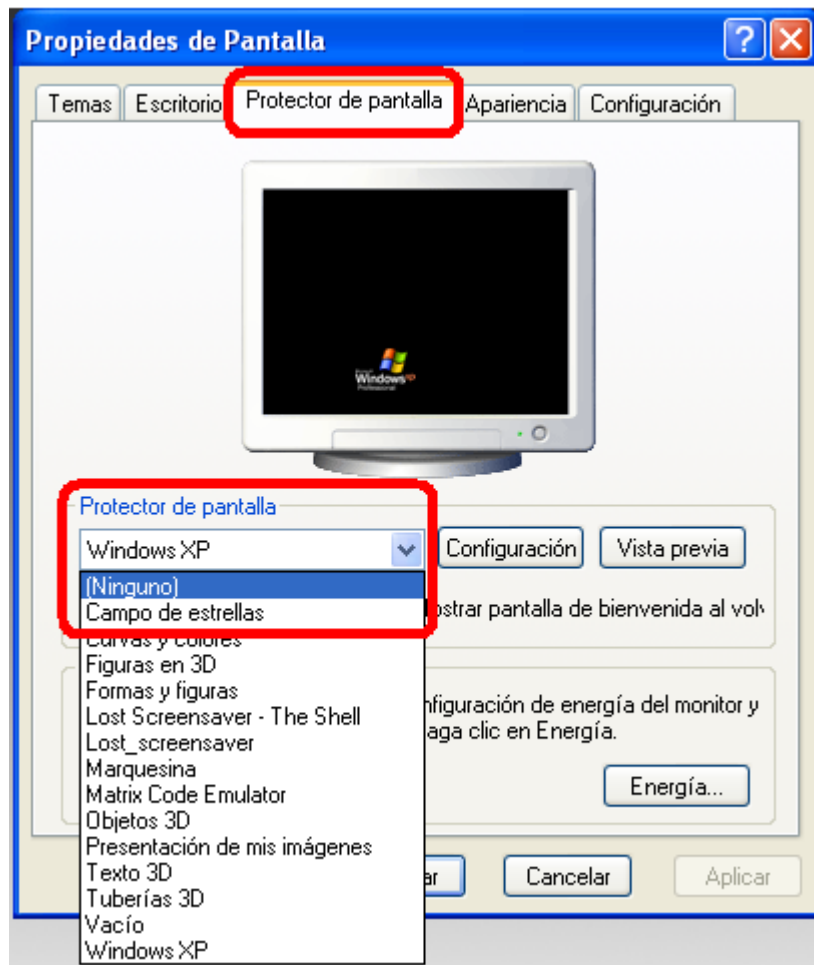 Propiedades de Pantalla
Temas Escritorio Protector de pantalla Apariencia Configuración
Windows XP
Protector de pantalla
Windows XP Configuración Vista previa
(Ninguno)
Campo de estrellas
ostrar pantalla de bienvenida al volv
Curvas y colores
Figuras en 3D
Formas y figuras
Lost Screensaver - The Shell
nfiguración de energía del monitor y
Lost_screensaver
aga clic en Energía.
Marquesina
Matrix Code Emulator
Energía...
Objetos 3D
Presentación de mis imágenes
Texto 3D
ar Cancelar Aplicar
Tuberías 3D
Vacío
Windows XP